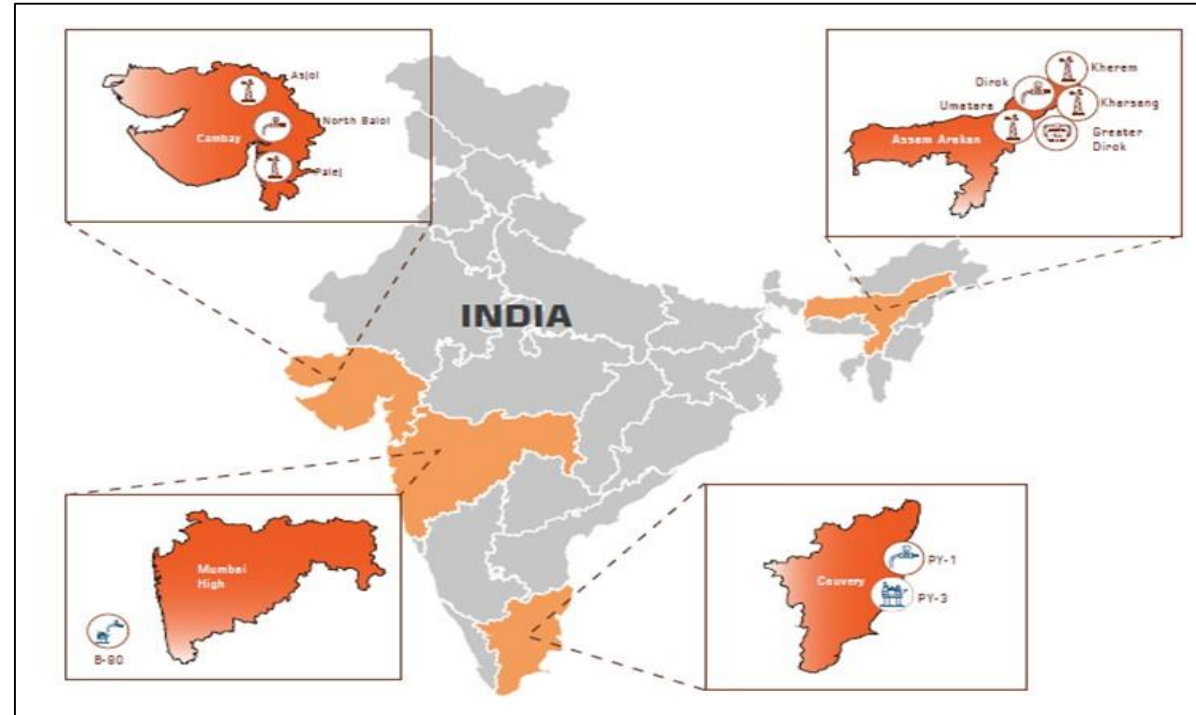 Asjol
North Balol
Cambay
Palej
Kherem
Dirok
Kharsang
Umatara
Assam Arakan
Greater
Dirok
INDIA
Mumbai
High
B-80
Cauvery
PY-1
PY-3